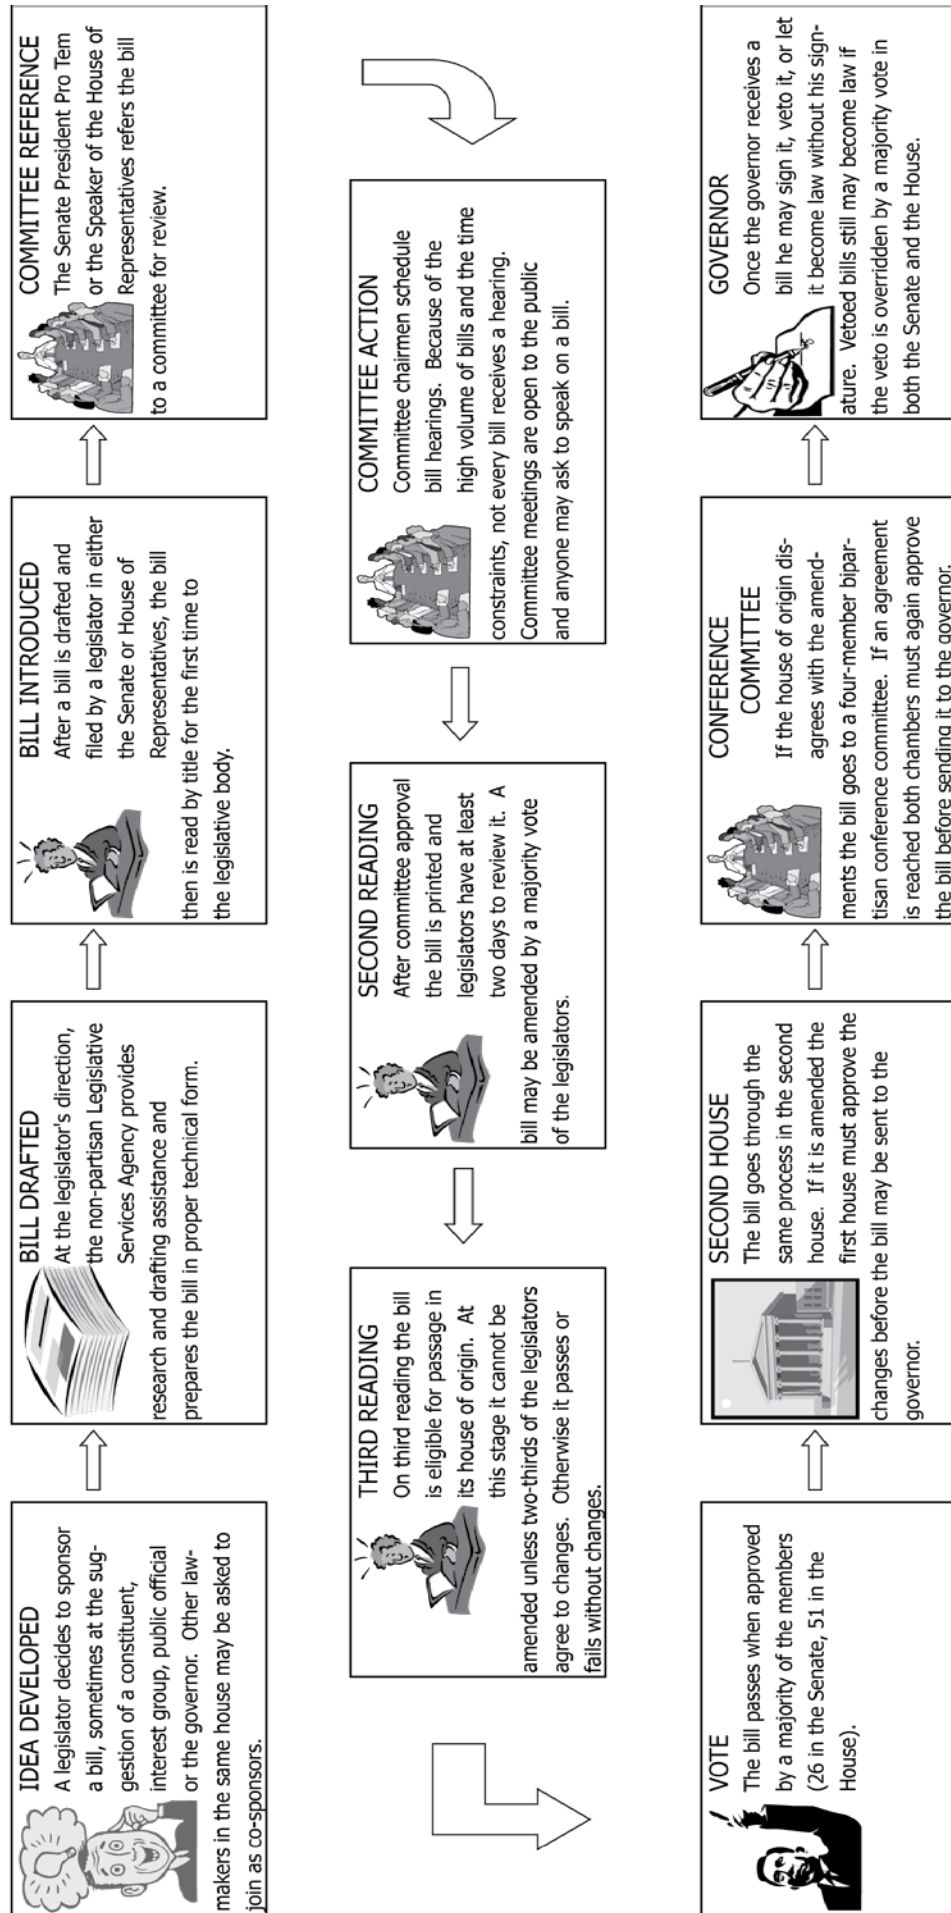 IDEA DEVELOPED
A legislator decides to sponsor
a bill, sometimes at the sug-
gestion of a constituent,
interest group, public official
or the governor. Other law-
makers in the same house may be asked to
join as co-sponsors.
BILL DRAFTED
At the legislator's direction,
the non-partisan Legislative
Services Agency provides
research and drafting assistance and
prepares the bill in proper technical form.
BILL INTRODUCED
After a bill is drafted and
filed by a legislator in either
the Senate or House of
Representatives, the bill
then is read by title for the first time to
the legislative body.
COMMITTEE REFERENCE
The Senate President Pro Tem
or the Speaker of the House of
Representatives refers the bill
to a committee for review.
COMMITTEE ACTION
Committee chairmen schedule
bill hearings. Because of the
high volume of bills and the time
constraints, not every bill receives a hearing.
Committee meetings are open to the public
and anyone may ask to speak on a bill.
SECOND READING
After committee approval
the bill is printed and
legislators have at least
two days to review it. A
bill may be amended by a majority vote
of the legislators.
THIRD READING
On third reading the bill
is eligible for passage in
its house of origin. At
this stage it cannot be
amended unless two-thirds of the legislators
agree to changes. Otherwise it passes or
fails without changes.
VOTE
The bill passes when approved
by a majority of the members
(26 in the Senate, 51 in the
House).
SECOND HOUSE
The bill goes through the
same process in the second
house. If it is amended the
first house must approve the
changes before the bill may be sent to the
governor.
CONFERENCE
COMMITTEE
If the house of origin dis-
agrees with the amend-
ments the bill goes to a four-member bipar-
tisan conference committee. If an agreement
is reached both chambers must again approve
the bill before sending it to the governor.
GOVERNOR
Once the governor receives a
bill he may sign it, veto it, or let
it become law without his sign-
ature. Vetoed bills still may become law if
the veto is overridden by a majority vote in
both the Senate and the House.